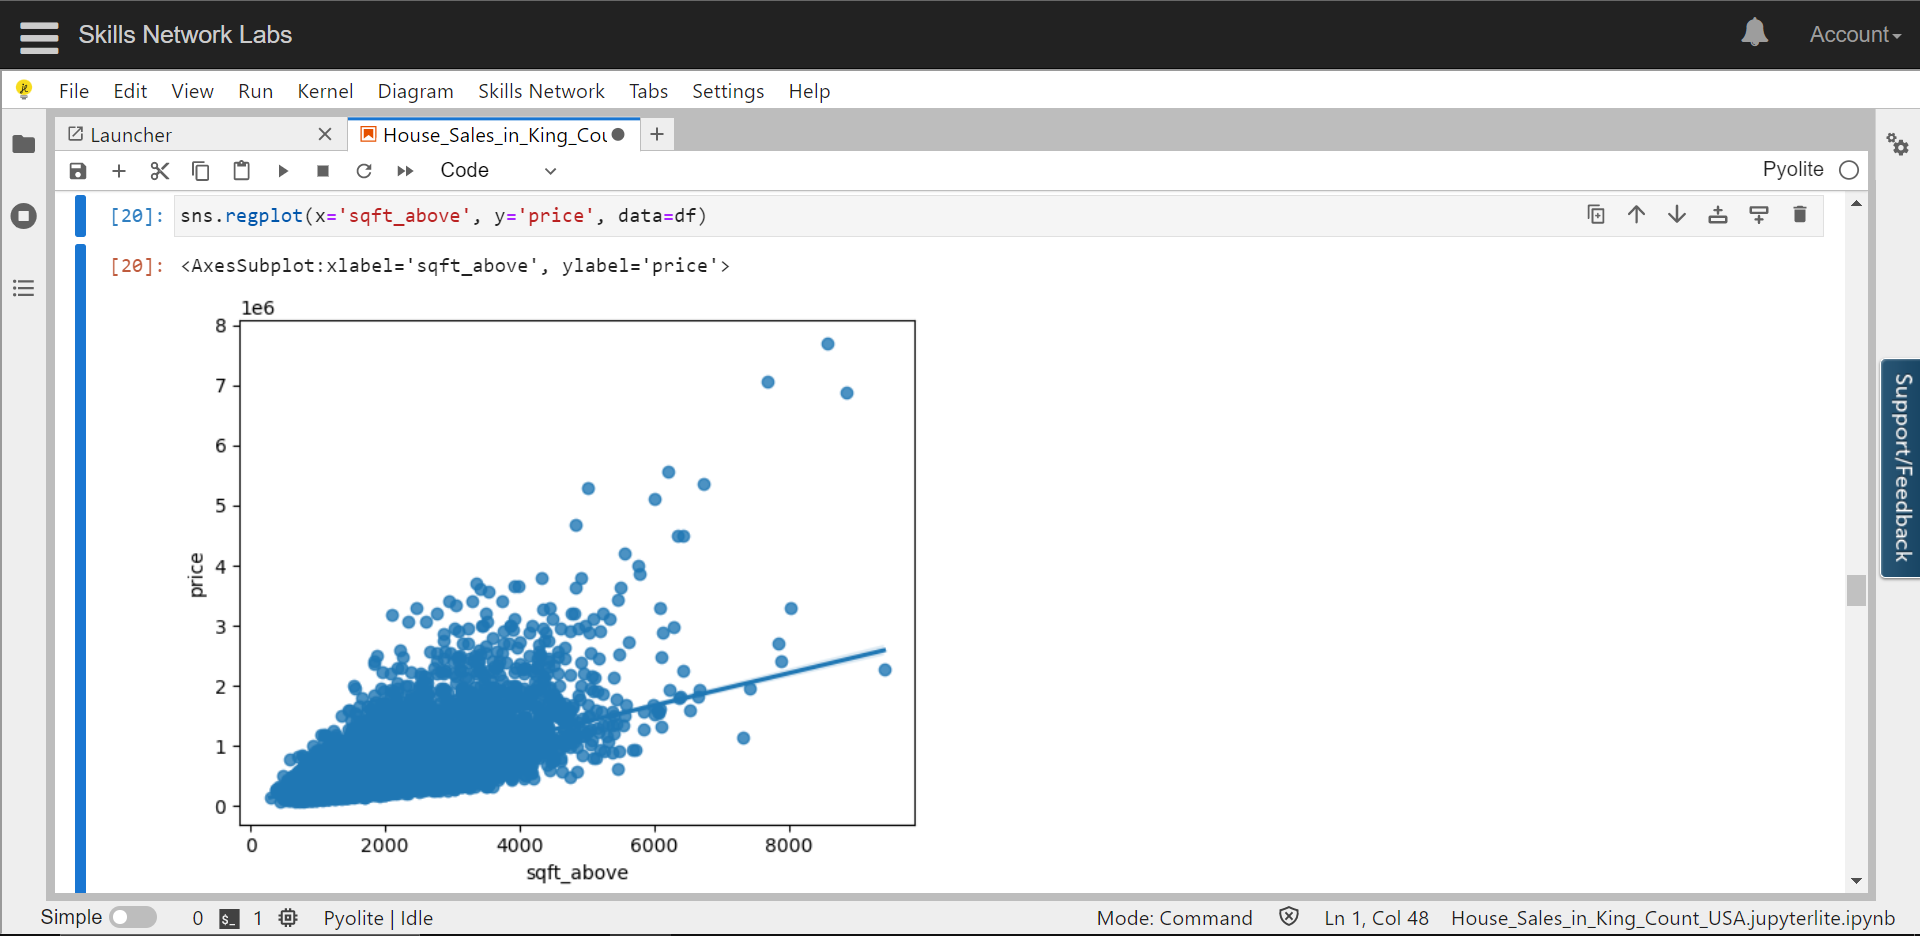 Skills Network Labs
Account
File Edit View Run Kernel Diagram Skills Network Tabs Settings Help
Launcher
House_Sales_in_King_Cou
Code
Pyolite
[20]: sns.regplot(x='sqft_above', y='price', data=df)
[20]: <AxesSubplot:xlabel='sqft_above', ylabel='price'>
1e6
8
7
6
5
4
3
2
1
0
price
0 2000 4000 6000 8000
sqft_above
Support/Feedback
Simple 0 $_ 1 Pyolite | Idle Mode: Command Ln 1, Col 48 House_Sales_in_King_Count_USA.jupyterlite.ipynb